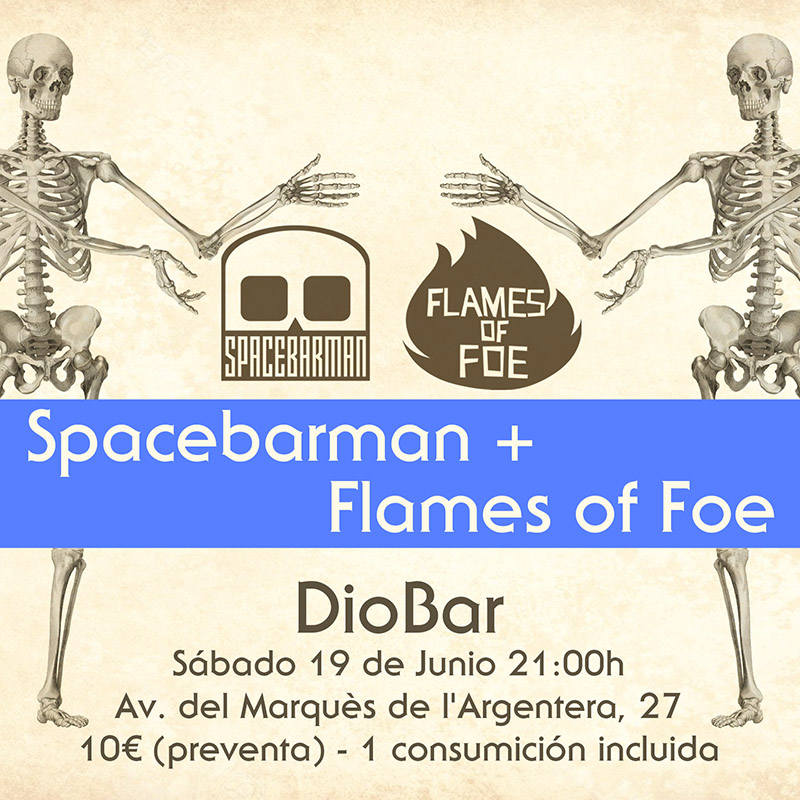 SPACEBARMAN
FLAMES
OF
FOE
Spacebarman +
Flames of Foe
DioBar
Sábado 19 de Junio 21:00h
Av. del Marquès de l'Argentera, 27
10€ (preventa) - 1 consumición incluida